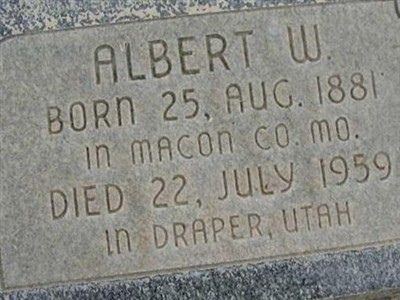 ALBERT W.
BORN 25, AUG. 1881
IN MACON CO. MO.
DIED 22, JULY 1959
IN DRAPER, UTAH